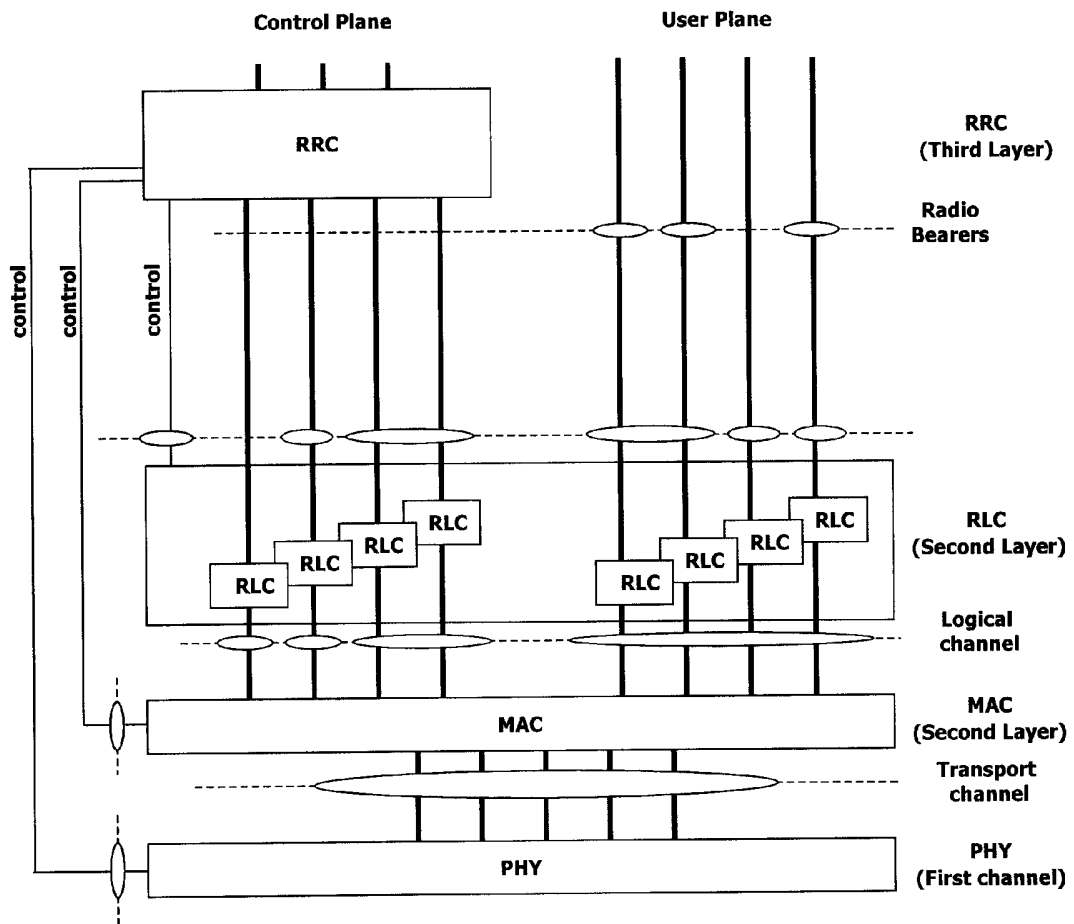 Control Plane
User Plane
RRC
RRC
(Third Layer)
Radio
Bearers
control
control
control
RLC
RLC
RLC
RLC
RLC
RLC
RLC
RLC
RLC
(Second Layer)
Logical
channel
MAC
MAC
(Second Layer)
Transport
channel
PHY
PHY
(First channel)